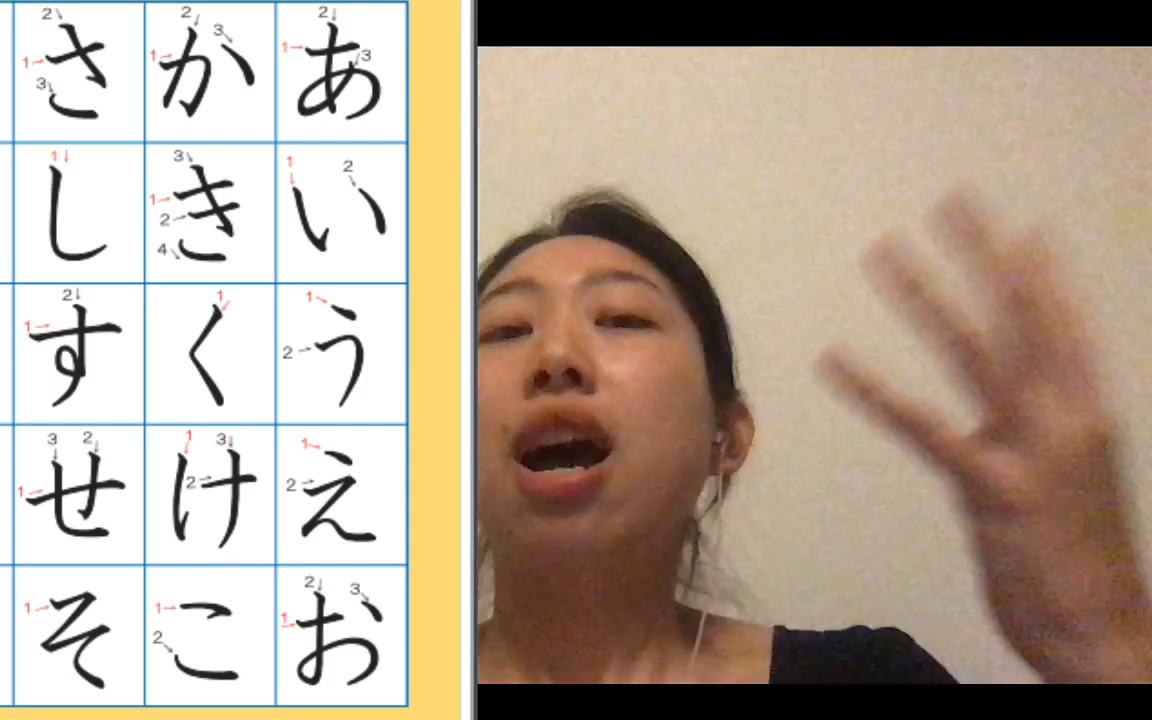 さ か あ
し き い
す く う
せ け え
そ こ お